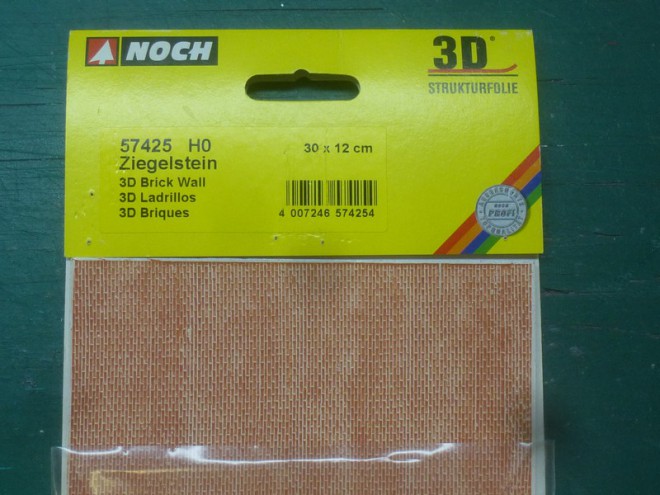 NOCH
3D®
STRUKTURFOLIE
57425 H0
30 x 12 cm
Ziegelstein
3D Brick Wall
3D Ladrillos
3D Briques
4 007246 574254
PROFI